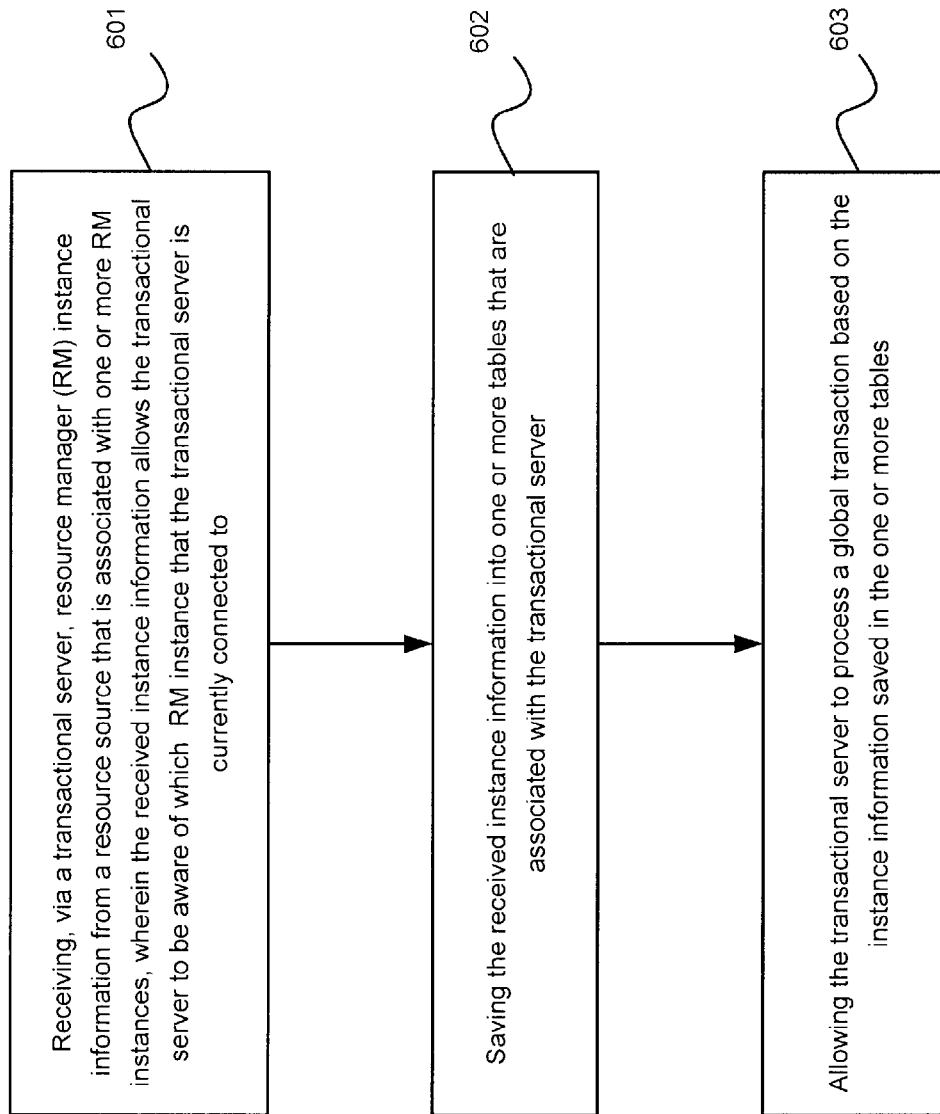 Receiving, via a transactional server, resource manager (RM) instance
information from a resource source that is associated with one or more RM
instances, wherein the received instance information allows the transactional
server to be aware of which RM instance that the transactional server is
currently connected to
601
Saving the received instance information into one or more tables that are
associated with the transactional server
602
Allowing the transactional server to process a global transaction based on the
instance information saved in the one or more tables
603